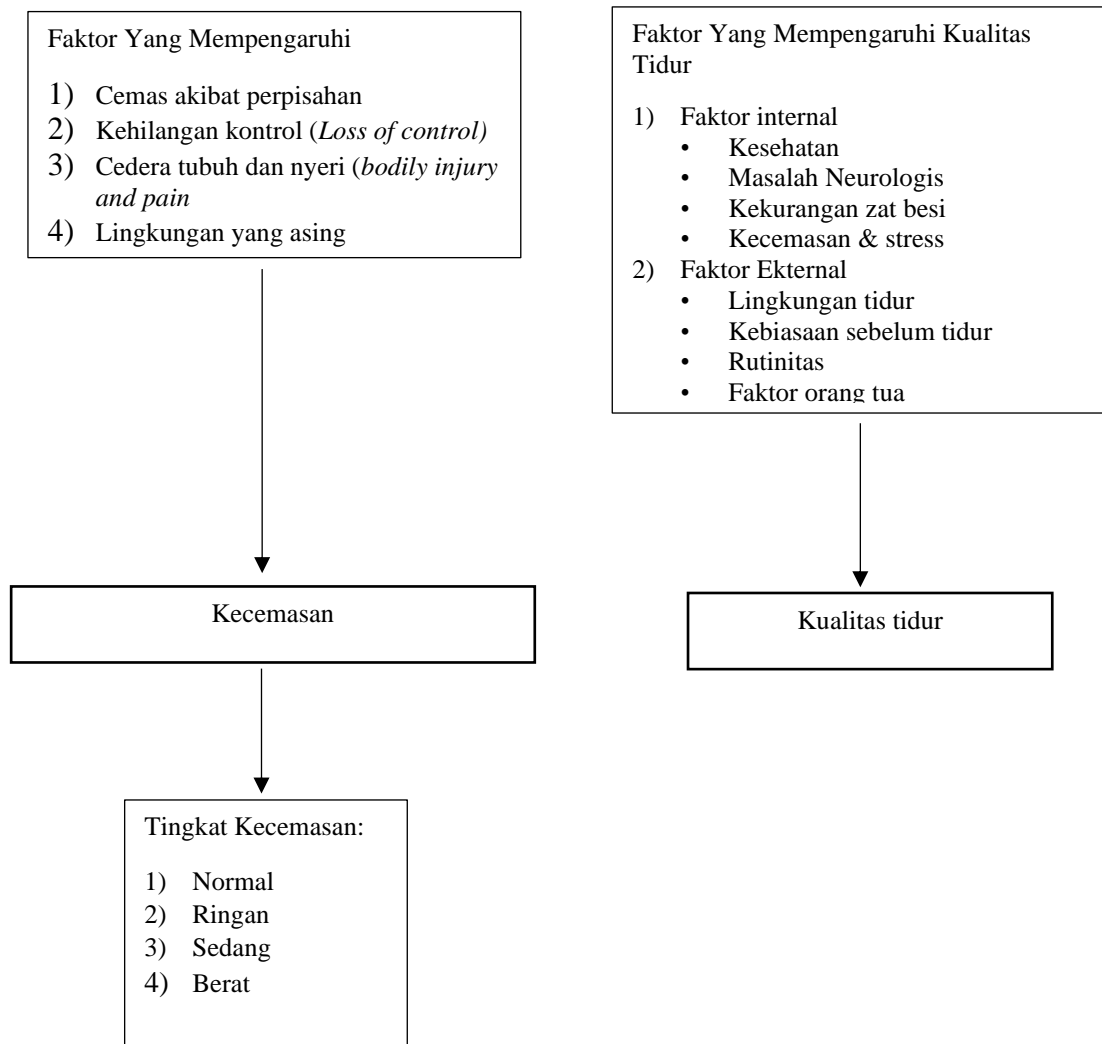 Faktor Yang Mempengaruhi
1) Cemas akibat perpisahan
2) Kehilangan kontrol (Loss of control)
3) Cedera tubuh dan nyeri (bodily injury
and pain
4) Lingkungan yang asing
Faktor Yang Mempengaruhi Kualitas
Tidur
1) Faktor internal
• Kesehatan
• Masalah Neurologis
• Kekurangan zat besi
• Kecemasan & stress
2) Faktor Ekternal
• Lingkungan tidur
• Kebiasaan sebelum tidur
• Rutinitas
• Faktor orang tua
Kecemasan
Kualitas tidur
Tingkat Kecemasan:
1) Normal
2) Ringan
3) Sedang
4) Berat